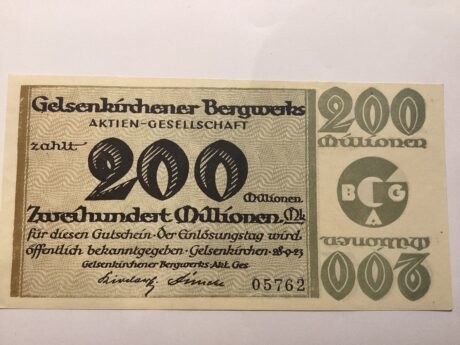 Gelsenkirchener Bergwerks
AKTIEN-GESELLSCHAFT
zahlt
200
Millionen
Zweihundert Millionen Mk
für diesen Gutschein · Der Einlösungstag wird
öffentlich bekanntgegeben · Gelsenkirchen · 28·9·23
Gelsenkirchener Bergwerks Akt. Ges
05762
200
Millionen
B G G
A
Millionen
200